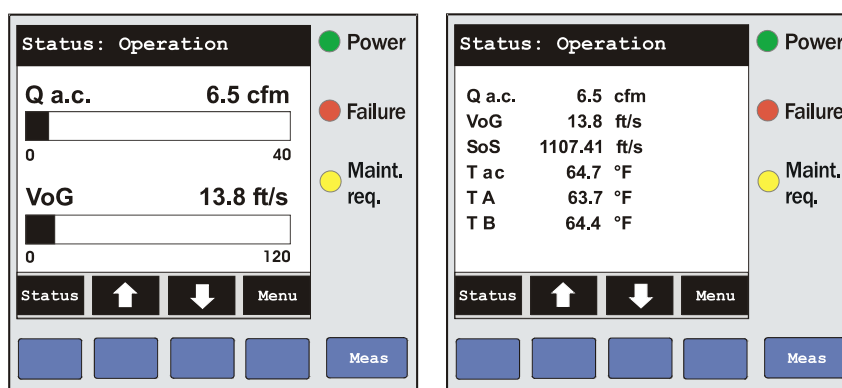 Status: Operation
Power
Q a.c. 6.5 cfm
Failure
0 40
Maint.
req.
VoG 13.8 ft/s
0 120
Status Menu
Meas
Status: Operation
Power
Q a.c. 6.5 cfm
VoG 13.8 ft/s
Failure
SoS 1107.41 ft/s
T ac 64.7 °F
Maint.
T A 63.7 °F
req.
T B 64.4 °F
Status Menu
Meas